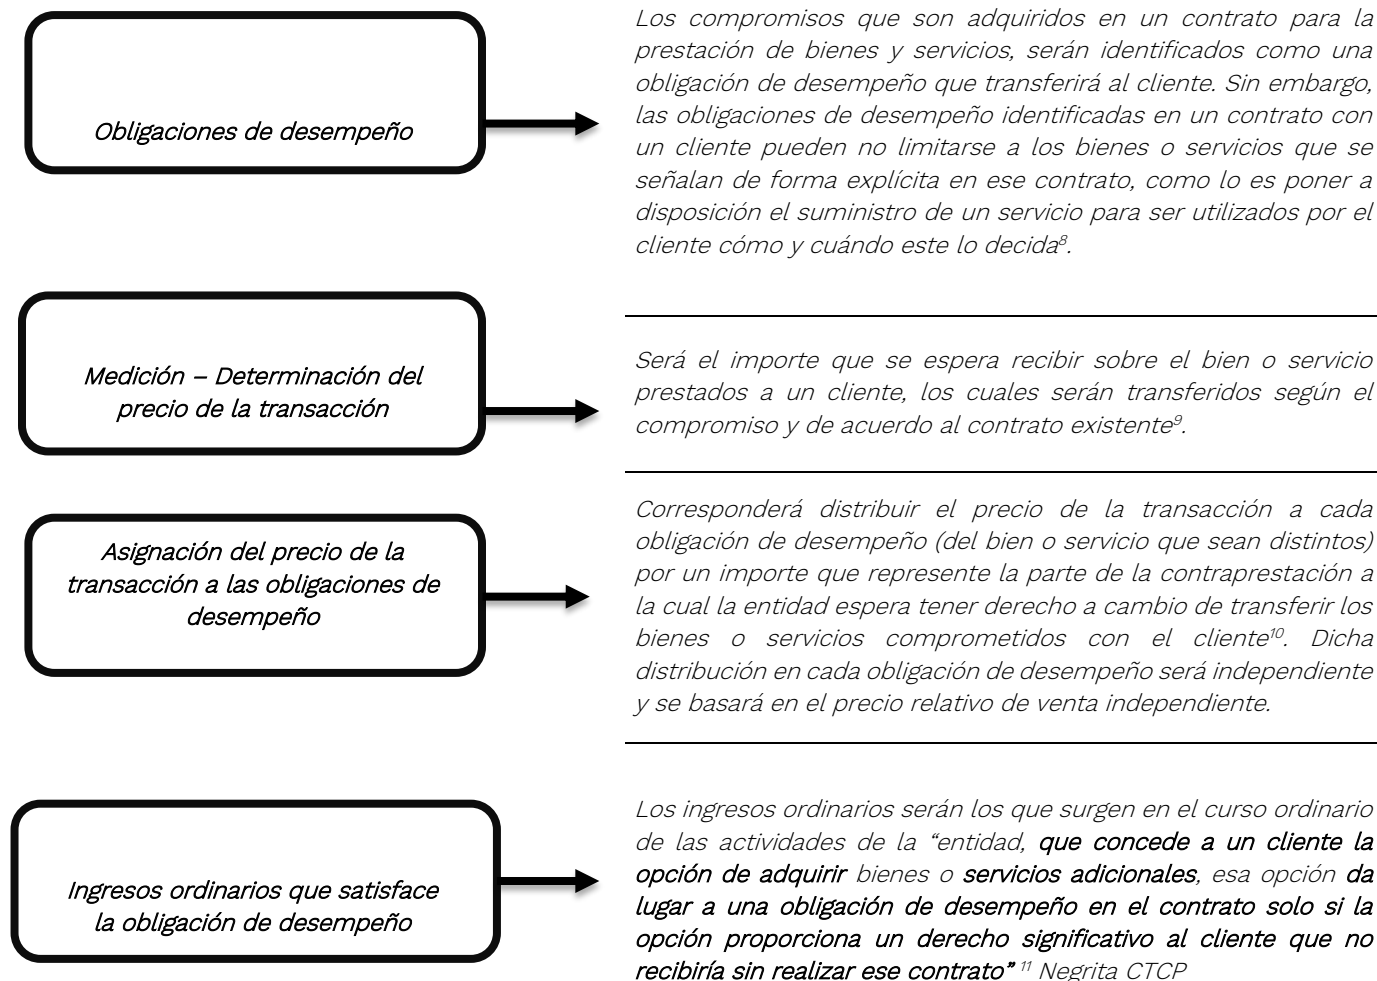 Obligaciones de desempeño
Los compromisos que son adquiridos en un contrato para la
prestación de bienes y servicios, serán identificados como una
obligación de desempeño que transferirá al cliente. Sin embargo,
las obligaciones de desempeño identificadas en un contrato con
un cliente pueden no limitarse a los bienes o servicios que se
señalan de forma explícita en ese contrato, como lo es poner a
disposición el suministro de un servicio para ser utilizados por el
cliente cómo y cuándo este lo decida⁸.
Medición – Determinación del
precio de la transacción
Será el importe que se espera recibir sobre el bien o servicio
prestados a un cliente, los cuales serán transferidos según el
compromiso y de acuerdo al contrato existente⁹.
Asignación del precio de la
transacción a las obligaciones de
desempeño
Corresponderá distribuir el precio de la transacción a cada
obligación de desempeño (del bien o servicio que sean distintos)
por un importe que represente la parte de la contraprestación a
la cual la entidad espera tener derecho a cambio de transferir los
bienes o servicios comprometidos con el cliente¹⁰. Dicha
distribución en cada obligación de desempeño será independiente
y se basará en el precio relativo de venta independiente.
Ingresos ordinarios que satisface
la obligación de desempeño
Los ingresos ordinarios serán los que surgen en el curso ordinario
de las actividades de la “entidad, que concede a un cliente la
opción de adquirir bienes o servicios adicionales, esa opción da
lugar a una obligación de desempeño en el contrato solo si la
opción proporciona un derecho significativo al cliente que no
recibiría sin realizar ese contrato” ¹¹ Negrita CTCP